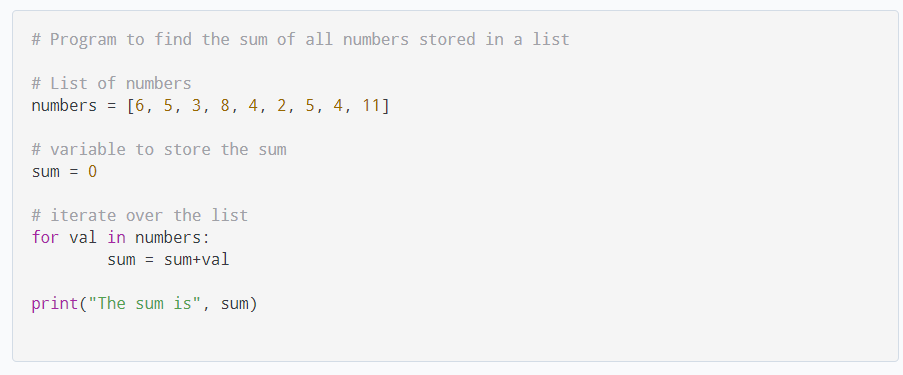 # Program to find the sum of all numbers stored in a list

# List of numbers
numbers = [6, 5, 3, 8, 4, 2, 5, 4, 11]

# variable to store the sum
sum = 0

# iterate over the list
for val in numbers:
        sum = sum+val

print("The sum is", sum)